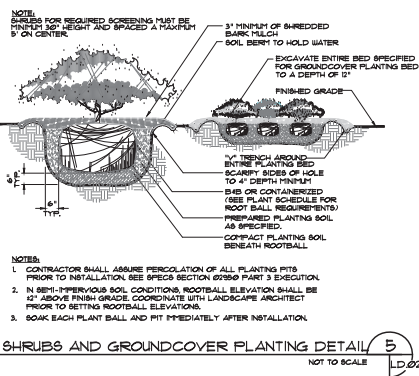 NOTE:
SHRUBS FOR REQUIRED SCREENING MUST BE
MINIMUM 30" HEIGHT AND SPACED A MAXIMUM
5' ON CENTER.
3" MINIMUM OF SHREDDED
BARK MULCH
SOIL BERM TO HOLD WATER
EXCAVATE ENTIRE BED SPECIFIED
FOR GROUNDCOVER PLANTING BED
TO A DEPTH OF 12"
FINISHED GRADE
"V" TRENCH AROUND
ENTIRE PLANTING BED
SCARIFY SIDES OF HOLE
TO 4" DEPTH MINIMUM
B&B OR CONTAINERIZED
(SEE PLANT SCHEDULE FOR
ROOT BALL REQUIREMENTS)
PREPARED PLANTING SOIL
AS SPECIFIED.
COMPACT PLANTING SOIL
BENEATH ROOTBALL
6"
TYP.
6"
TYP.
NOTES:
1. CONTRACTOR SHALL ASSURE PERCOLATION OF ALL PLANTING PITS
PRIOR TO INSTALLATION. SEE SPECS SECTION 02950 PART 3 EXECUTION.
2. IN SEMI-IMPERVIOUS SOIL CONDITIONS, ROOTBALL ELEVATION SHALL BE
±2" ABOVE FINISH GRADE. COORDINATE WITH LANDSCAPE ARCHITECT
PRIOR TO SETTING ROOTBALL ELEVATIONS.
3. SOAK EACH PLANT BALL AND PIT IMMEDIATELY AFTER INSTALLATION.
SHRUBS AND GROUNDCOVER PLANTING DETAIL 5
NOT TO SCALE